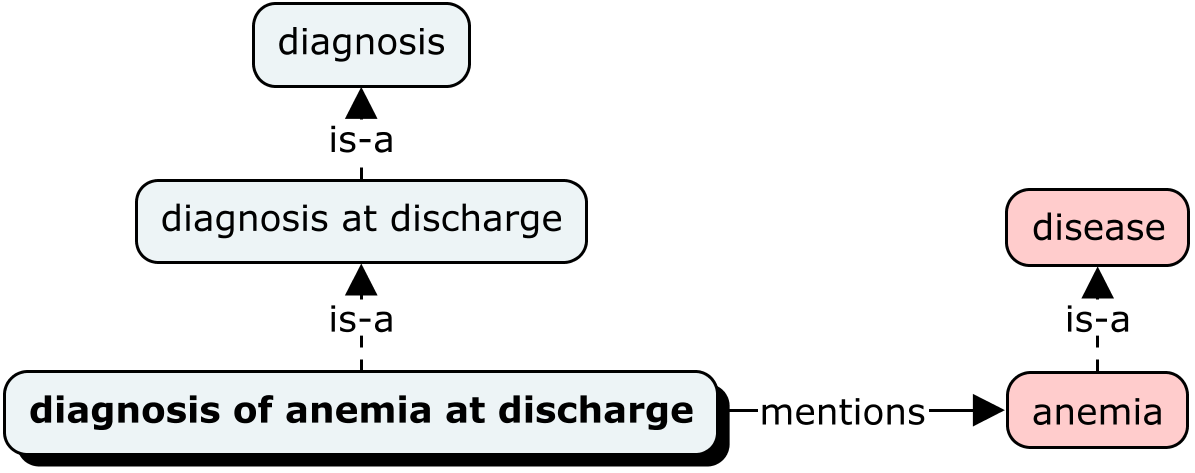 diagnosis
is-a
diagnosis at discharge
disease
is-a
is-a
diagnosis of anemia at discharge
mentions
anemia